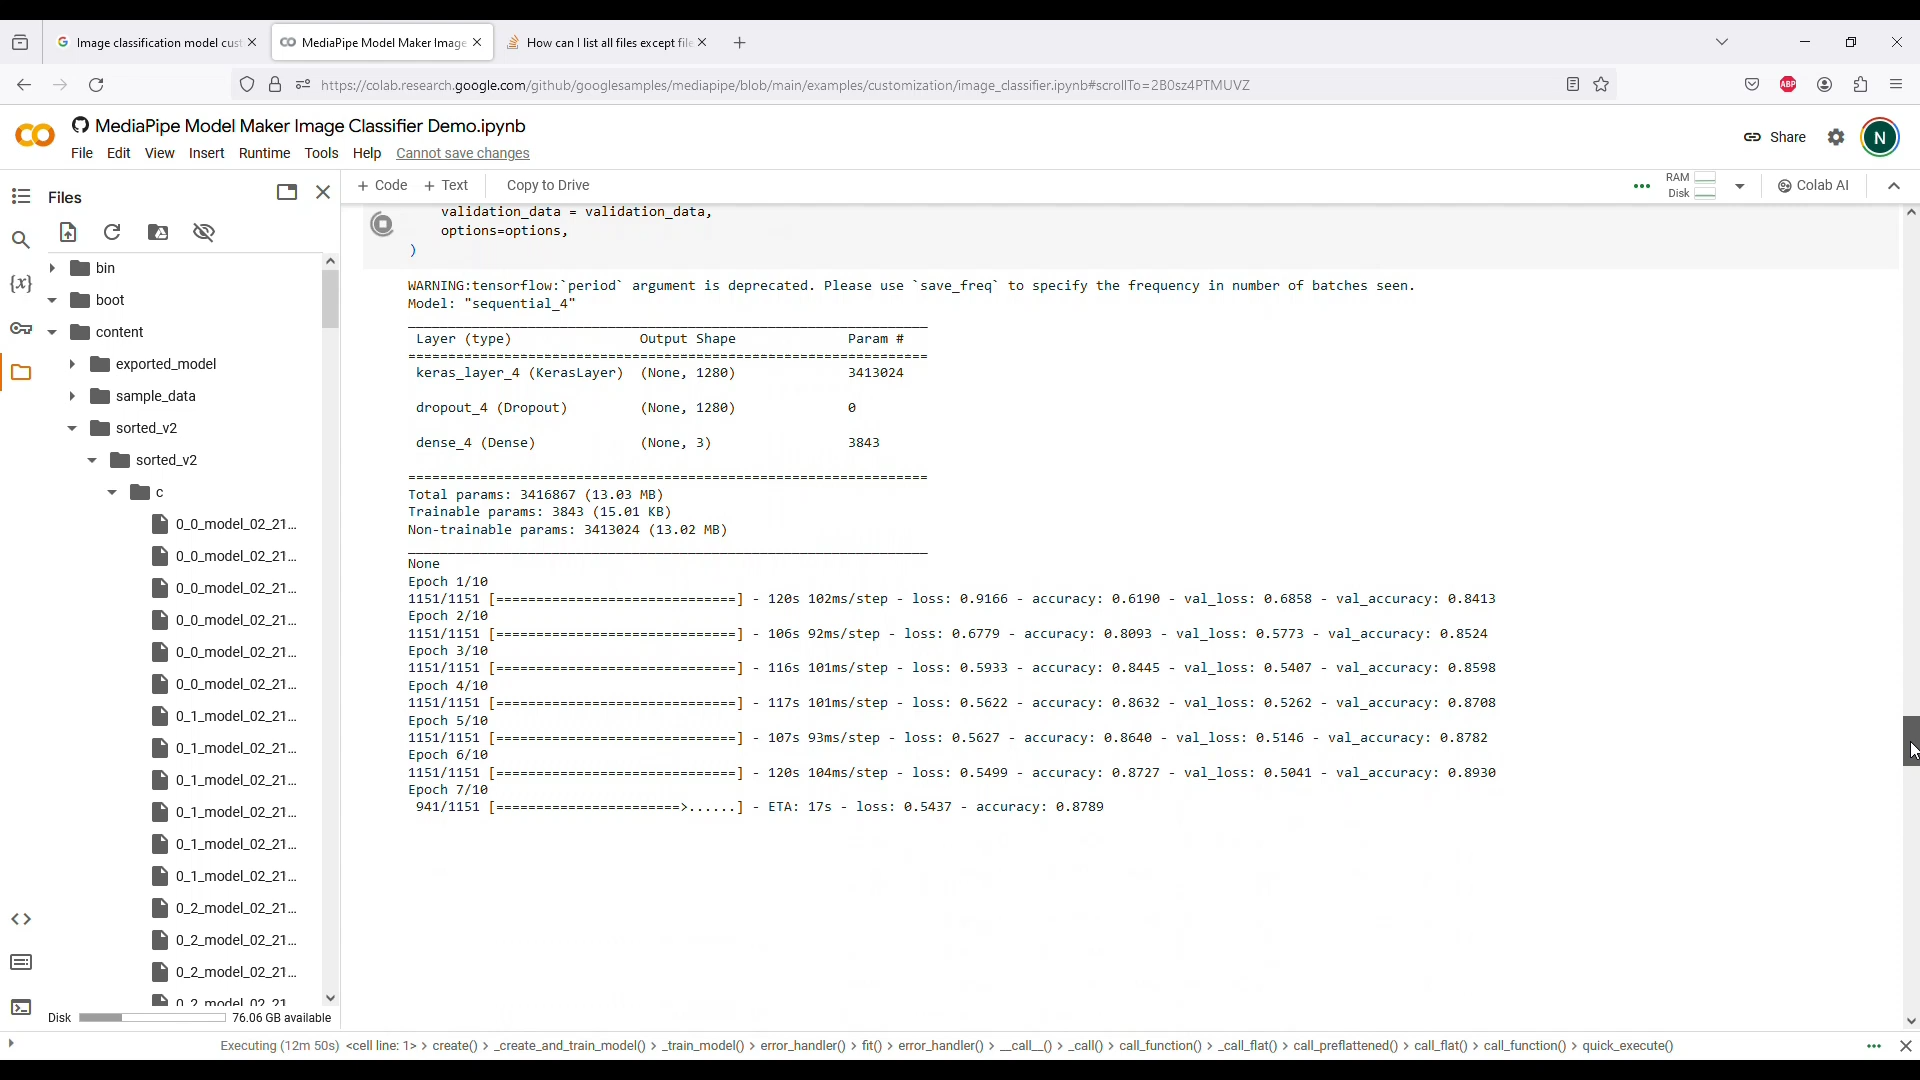 Image classification model cust
MediaPipe Model Maker Image
How can I list all files except file
https://colab.research.google.com/github/googlesamples/mediapipe/blob/main/examples/customization/image_classifier.ipynb#scrollTo=2B0sz4PTMUVZ
ABP
MediaPipe Model Maker Image Classifier Demo.ipynb
Share
N
File Edit View Insert Runtime Tools Help Cannot save changes
Files
+ Code + Text Copy to Drive
RAM
Disk
Colab AI
bin
boot
content
exported_model
sample_data
sorted_v2
sorted_v2
c
0_0_model_02_21...
0_0_model_02_21...
0_0_model_02_21...
0_0_model_02_21...
0_0_model_02_21...
0_0_model_02_21...
0_1_model_02_21...
0_1_model_02_21...
0_1_model_02_21...
0_1_model_02_21...
0_1_model_02_21...
0_1_model_02_21...
0_2_model_02_21...
0_2_model_02_21...
0_2_model_02_21...
0_2_model_02_21
Disk 76.06 GB available
validation_data = validation_data,
options=options,
)
WARNING:tensorflow:`period` argument is deprecated. Please use `save_freq` to specify the frequency in number of batches seen.
Model: "sequential_4"
Layer (type) Output Shape Param #
=================================================================
keras_layer_4 (KerasLayer) (None, 1280) 3413024
dropout_4 (Dropout) (None, 1280) 0
dense_4 (Dense) (None, 3) 3843
=================================================================
Total params: 3416867 (13.03 MB)
Trainable params: 3843 (15.01 KB)
Non-trainable params: 3413024 (13.02 MB)
None
Epoch 1/10
1151/1151 [==============================] - 120s 102ms/step - loss: 0.9166 - accuracy: 0.6190 - val_loss: 0.6858 - val_accuracy: 0.8413
Epoch 2/10
1151/1151 [==============================] - 106s 92ms/step - loss: 0.6779 - accuracy: 0.8093 - val_loss: 0.5773 - val_accuracy: 0.8524
Epoch 3/10
1151/1151 [==============================] - 116s 101ms/step - loss: 0.5933 - accuracy: 0.8445 - val_loss: 0.5407 - val_accuracy: 0.8598
Epoch 4/10
1151/1151 [==============================] - 117s 101ms/step - loss: 0.5622 - accuracy: 0.8632 - val_loss: 0.5262 - val_accuracy: 0.8708
Epoch 5/10
1151/1151 [==============================] - 107s 93ms/step - loss: 0.5627 - accuracy: 0.8640 - val_loss: 0.5146 - val_accuracy: 0.8782
Epoch 6/10
1151/1151 [==============================] - 120s 104ms/step - loss: 0.5499 - accuracy: 0.8727 - val_loss: 0.5041 - val_accuracy: 0.8930
Epoch 7/10
941/1151 [=======================>......] - ETA: 17s - loss: 0.5437 - accuracy: 0.8789
Executing (12m 50s) <cell line: 1> > create() > _create_and_train_model() > _train_model() > error_handler() > fit() > error_handler() > __call__() > _call() > call_function() > _call_flat() > call_preflattened() > call_flat() > call_function() > quick_execute()